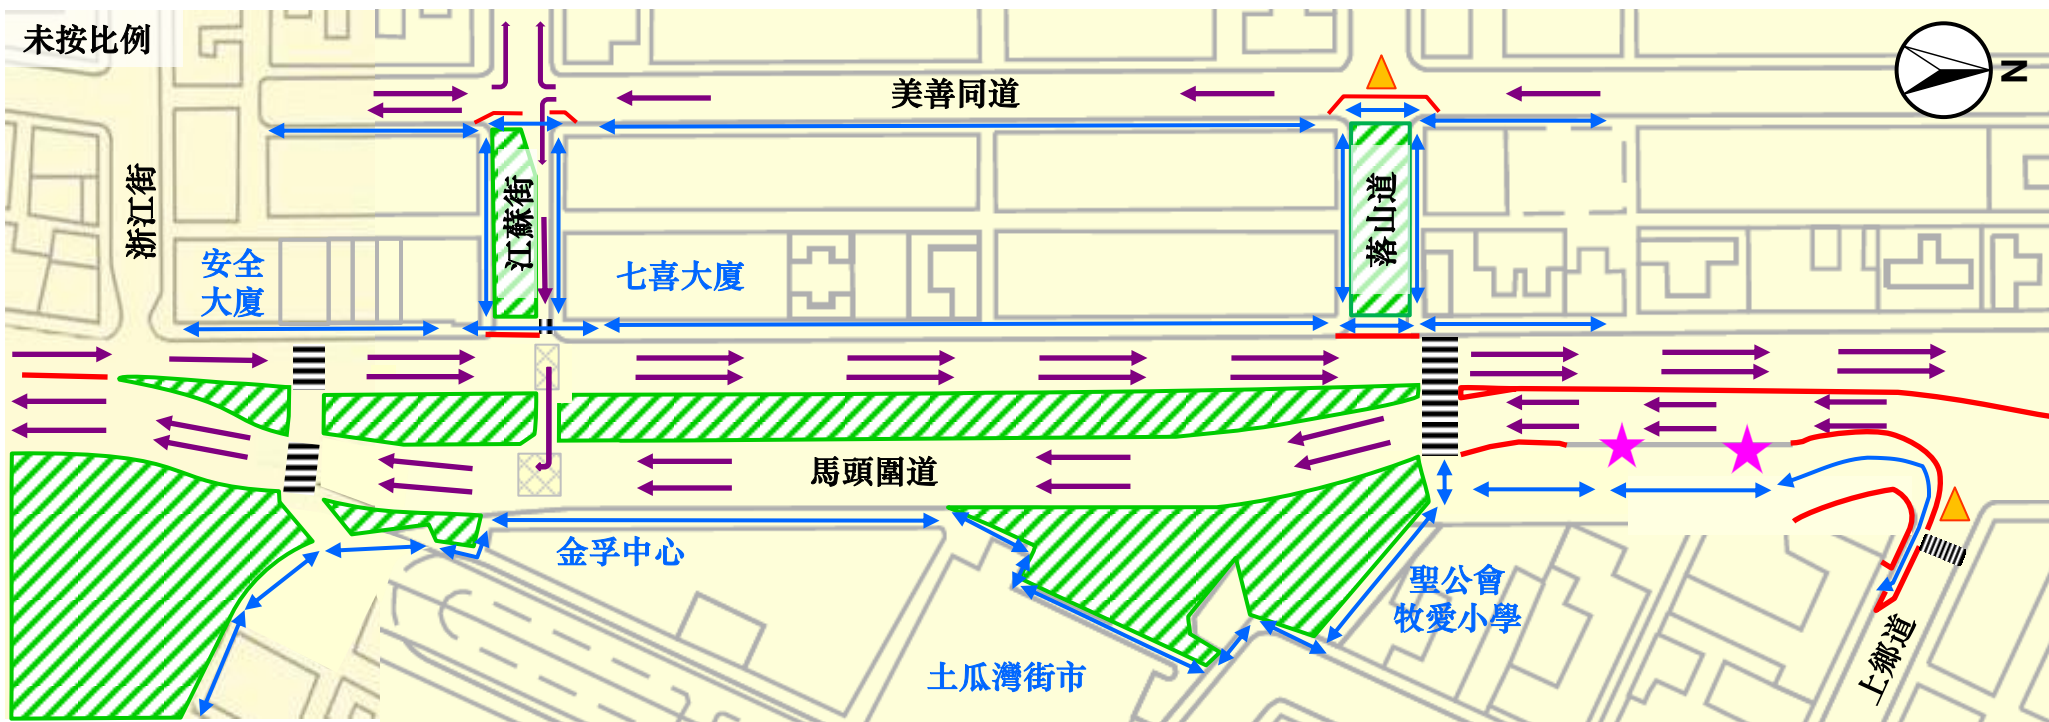 未按比例
美善同道
N
浙江街
江蘇街
落山道
安全
大廈
七喜大廈
馬頭圍道
金孚中心
聖公會
牧愛小學
土瓜灣街市
上鄉道